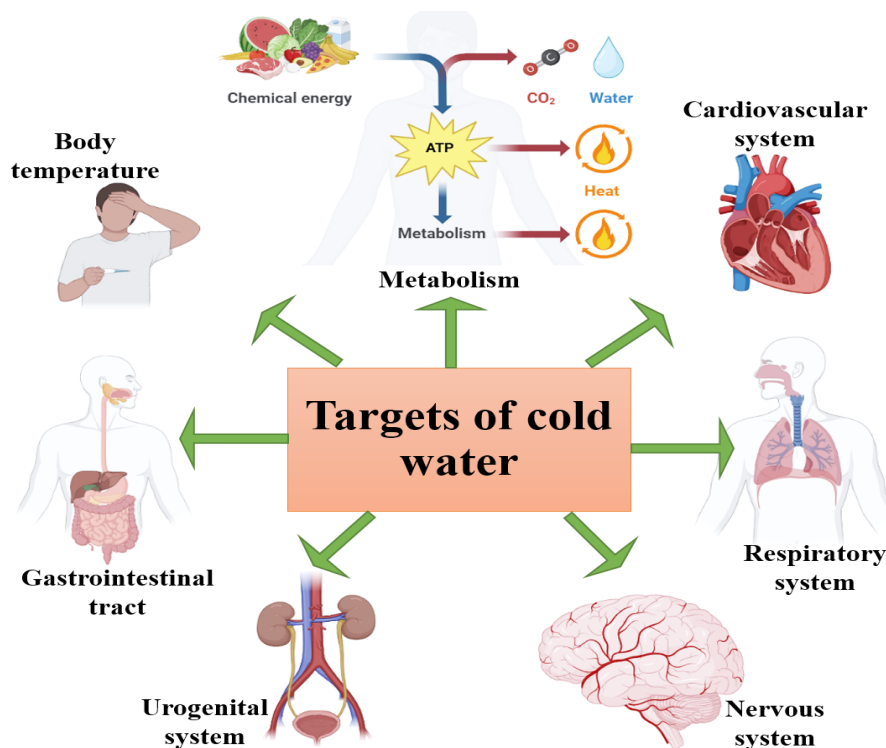 Chemical energy
CO₂
Water
ATP
Heat
Metabolism
Metabolism
Body
temperature
Cardiovascular
system
Targets of cold
water
Gastrointestinal
tract
Respiratory
system
Urogenital
system
Nervous
system
C
O
O